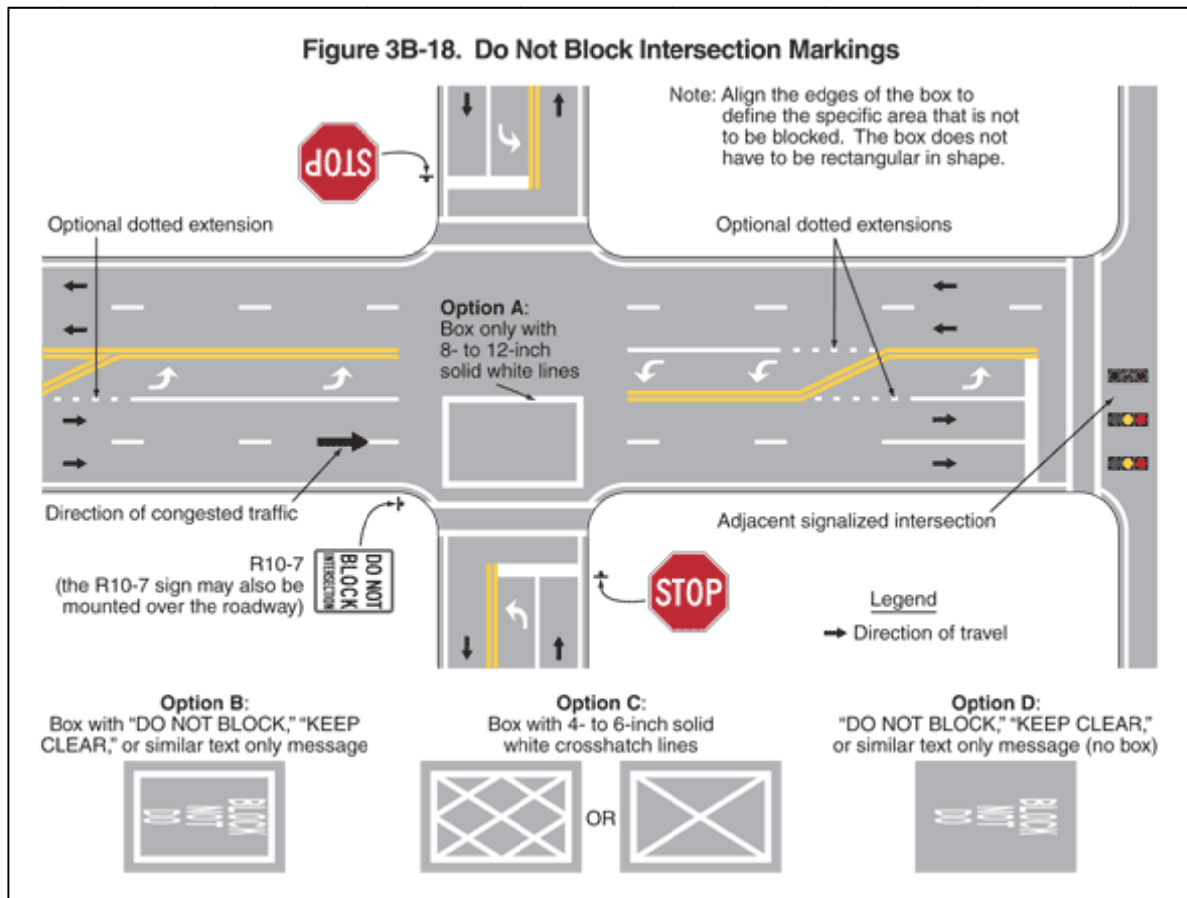 Figure 3B-18. Do Not Block Intersection Markings
Note: Align the edges of the box to
define the specific area that is not
to be blocked. The box does not
have to be rectangular in shape.
STOP
Optional dotted extension
Optional dotted extensions
Option A:
Box only with
8- to 12-inch
solid white lines
Direction of congested traffic
Adjacent signalized intersection
R10-7
(the R10-7 sign may also be
mounted over the roadway)
DO NOT
BLOCK
INTERSECTION
STOP
Legend
Direction of travel
Option B:
Box with “DO NOT BLOCK,” “KEEP
CLEAR,” or similar text only message
DO
NOT
BLOCK
Option C:
Box with 4- to 6-inch solid
white crosshatch lines
OR
Option D:
“DO NOT BLOCK,” “KEEP CLEAR,”
or similar text only message (no box)
DO
NOT
BLOCK